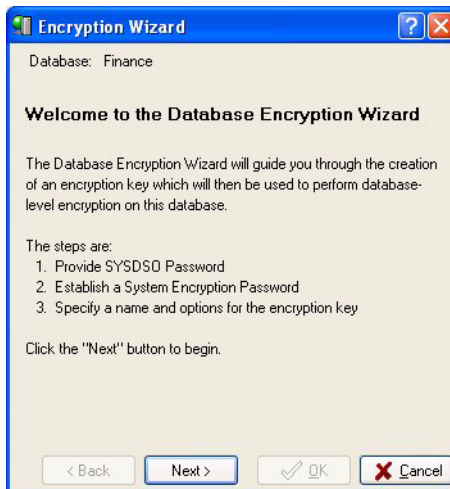 Encryption Wizard
Database: Finance
Welcome to the Database Encryption Wizard
The Database Encryption Wizard will guide you through the creation
of an encryption key which will then be used to perform database-
level encryption on this database.
The steps are:
1. Provide SYSDSO Password
2. Establish a System Encryption Password
3. Specify a name and options for the encryption key
Click the "Next" button to begin.
< Back Next > OK Cancel